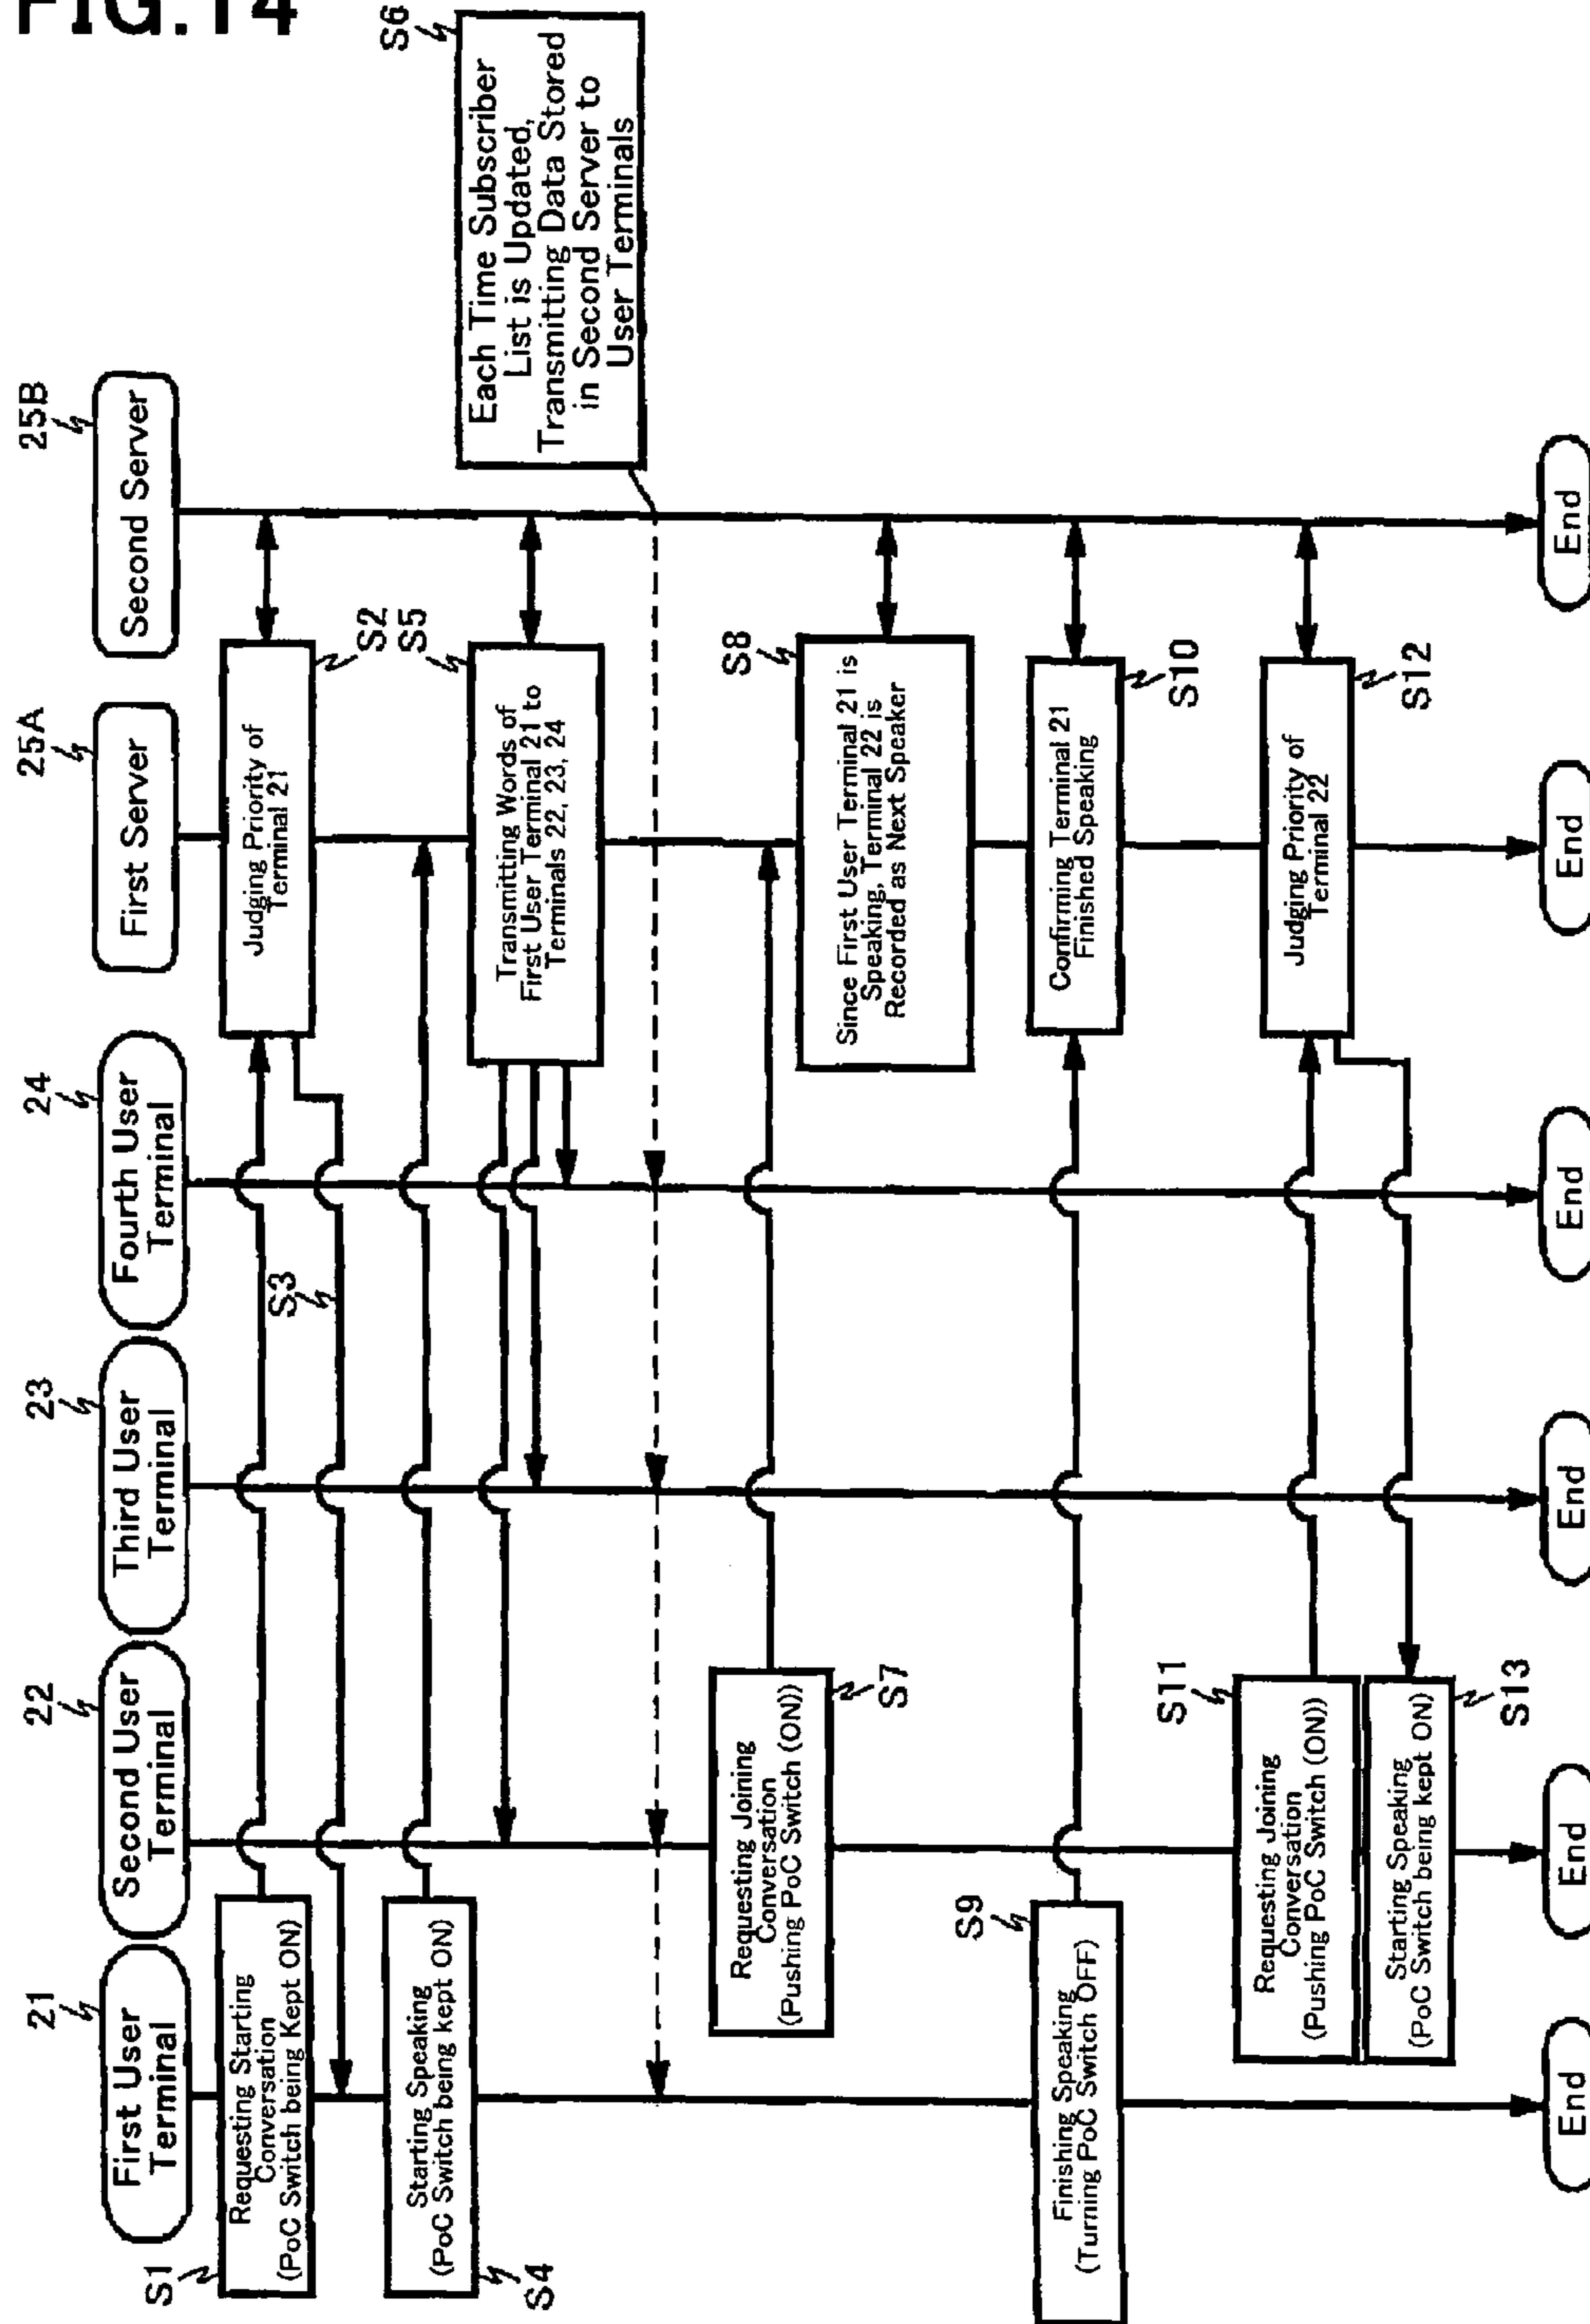 FIG.14
21
First User
Terminal
22
Second User
Terminal
23
Third User
Terminal
24
Fourth User
Terminal
25A
First Server
25B
Second Server
S1
Requesting Starting
Conversation
(PoC Switch being Kept ON)
Judging Priority of
Terminal 21
S2
S3
Starting Speaking
(PoC Switch being kept ON)
S4
S5
Transmitting Words of
First User Terminal 21 to
Terminals 22, 23, 24
S6
Each Time Subscriber
List is Updated,
Transmitting Data Stored
in Second Server to
User Terminals
Requesting Joining
Conversation
(Pushing PoC Switch (ON))
S7
S8
Since First User Terminal 21 is
Speaking, Terminal 22 is
Recorded as Next Speaker
S9
Finishing Speaking
(Turning PoC Switch OFF)
Confirming Terminal 21
Finished Speaking
S10
S11
Requesting Joining
Conversation
(Pushing PoC Switch (ON))
Judging Priority of
Terminal 22
S12
Starting Speaking
(PoC Switch being kept ON)
S13
End
End
End
End
End
End